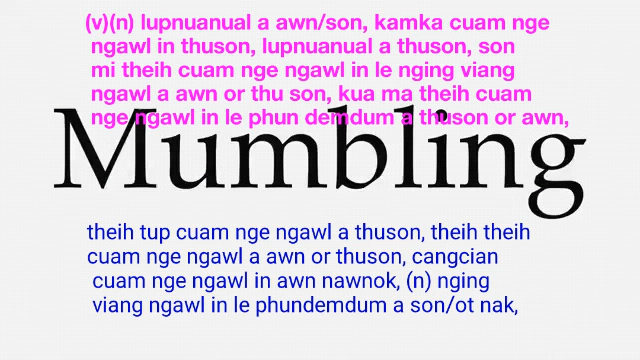 (v)(n) lupnuanual a awn/son, kamka cuam nge
ngawl in thuson, lupnuanual a thuson, son
mi theih cuam nge ngawl in le nging viang
ngawl a awn or thu son, kua ma theih cuam
nge ngawl in le phun demdum a thuson or awn,
Mumbling
theih tup cuam nge ngawl a thuson, theih theih
cuam nge ngawl a awn or thuson, cangcian
cuam nge ngawl in awn nawnok, (n) nging
viang ngawl in le phundemdum a son/ot nak,